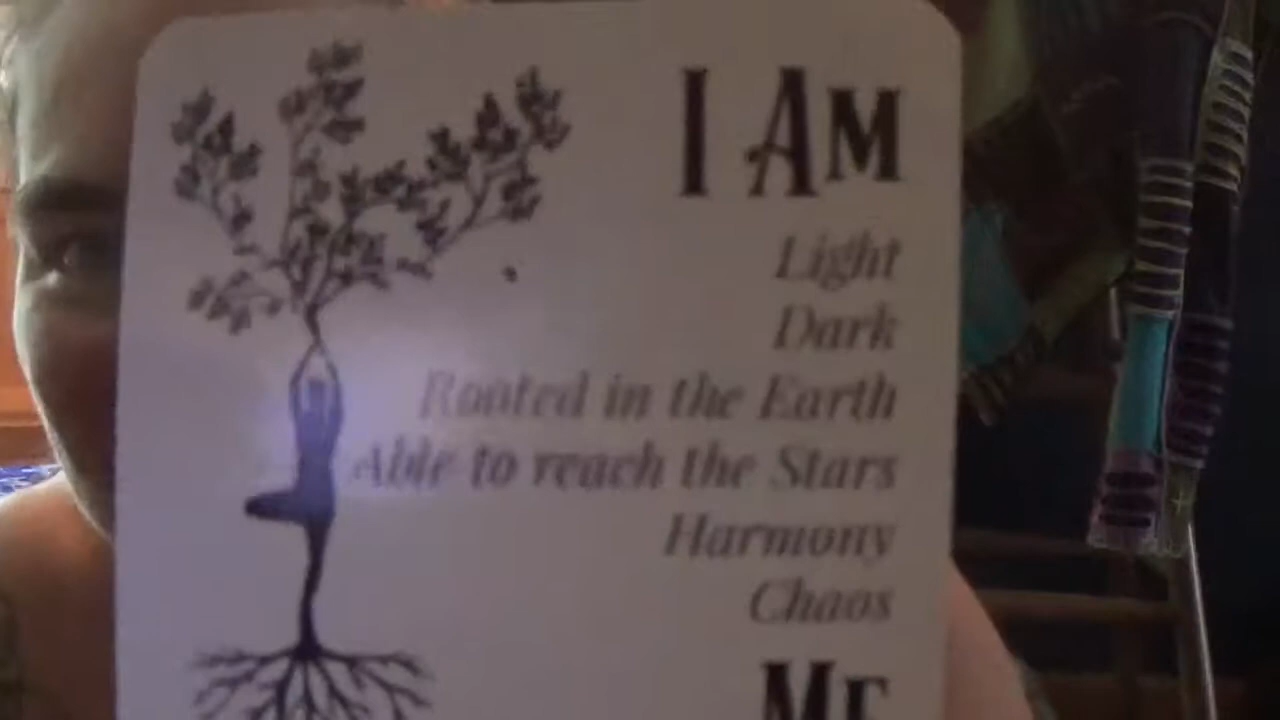 I AM
Light
Dark
Rooted in the Earth
Able to reach the Stars
Harmony
Chaos
ME